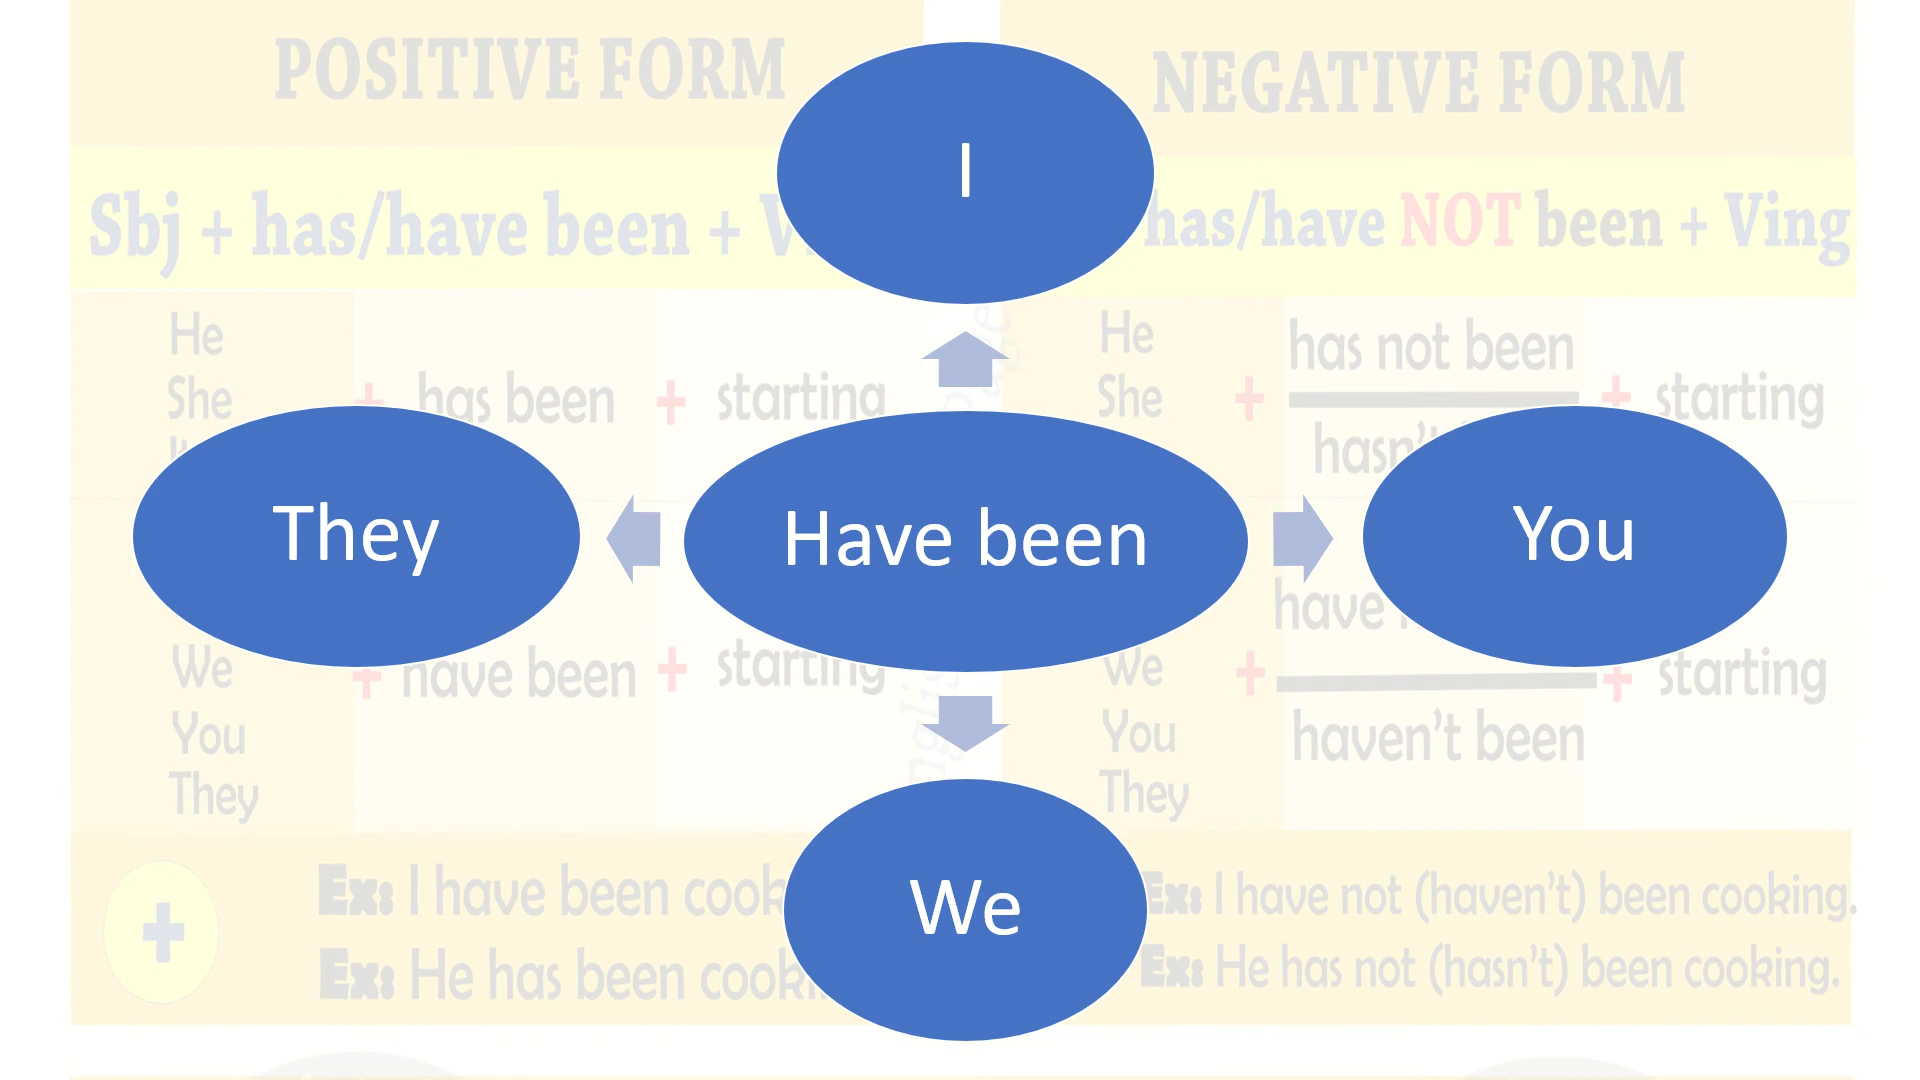 POSITIVE FORM
NEGATIVE FORM
I
Sbj + has/have been +
has/have NOT been + Ving
He
She
+ has been + starting
He
She
+
has not been
+ starting
They
Have been
You
have
We
+ have been + starting
We
+
+ starting
You
They
You
They
haven't been
We
Ex: I have been
Ex: He has been
Ex: I have not (haven't) been cooking.
Ex: He has not (hasn't) been cooking.
+